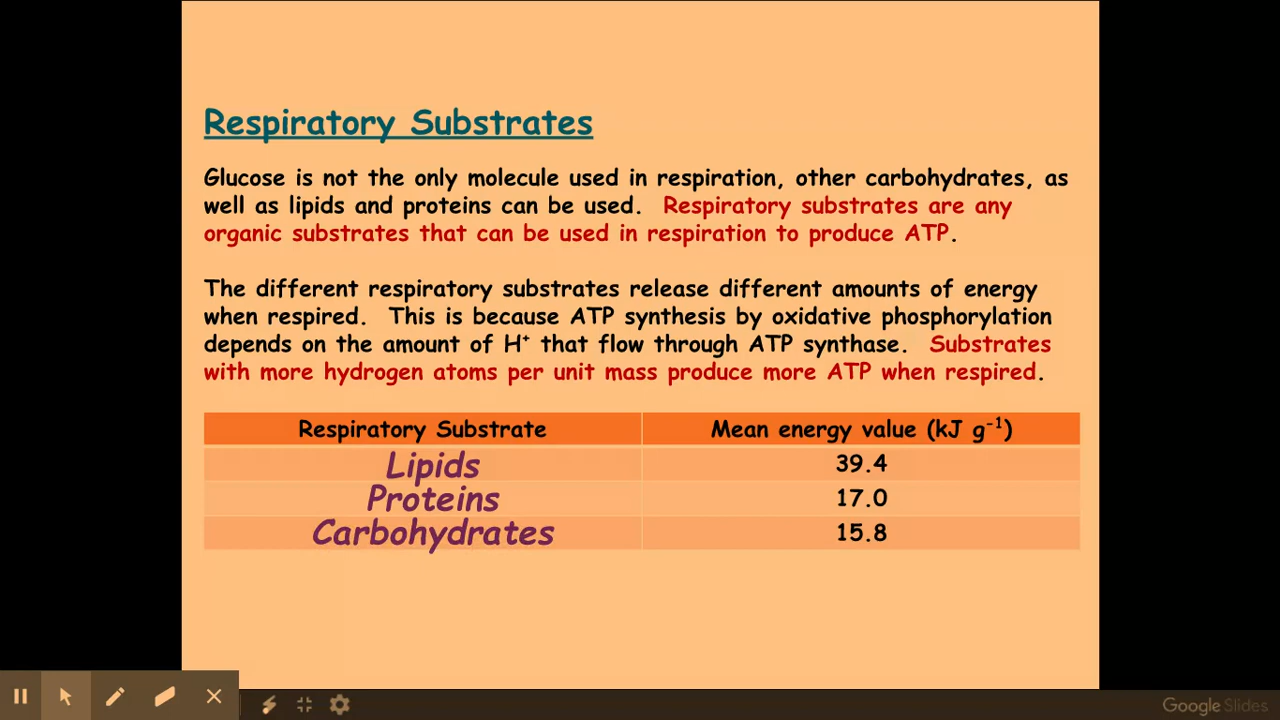 Respiratory Substrates
Glucose is not the only molecule used in respiration, other carbohydrates, as
well as lipids and proteins can be used. Respiratory substrates are any
organic substrates that can be used in respiration to produce ATP.
The different respiratory substrates release different amounts of energy
when respired. This is because ATP synthesis by oxidative phosphorylation
depends on the amount of H⁺ that flow through ATP synthase. Substrates
with more hydrogen atoms per unit mass produce more ATP when respired.
Respiratory Substrate Mean energy value (kJ g⁻¹)
Lipids 39.4
Proteins 17.0
Carbohydrates 15.8
Google Slides